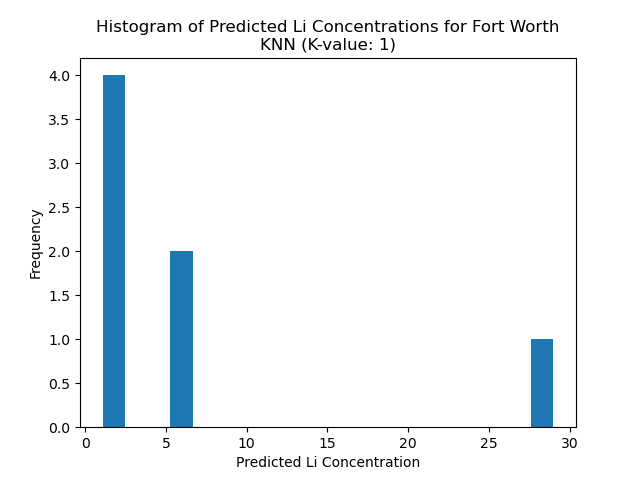 Histogram of Predicted Li Concentrations for Fort Worth
KNN (K-value: 1)
4.0
3.5
3.0
2.5
2.0
1.5
1.0
0.5
0.0
Frequency
0 5 10 15 20 25 30
Predicted Li Concentration